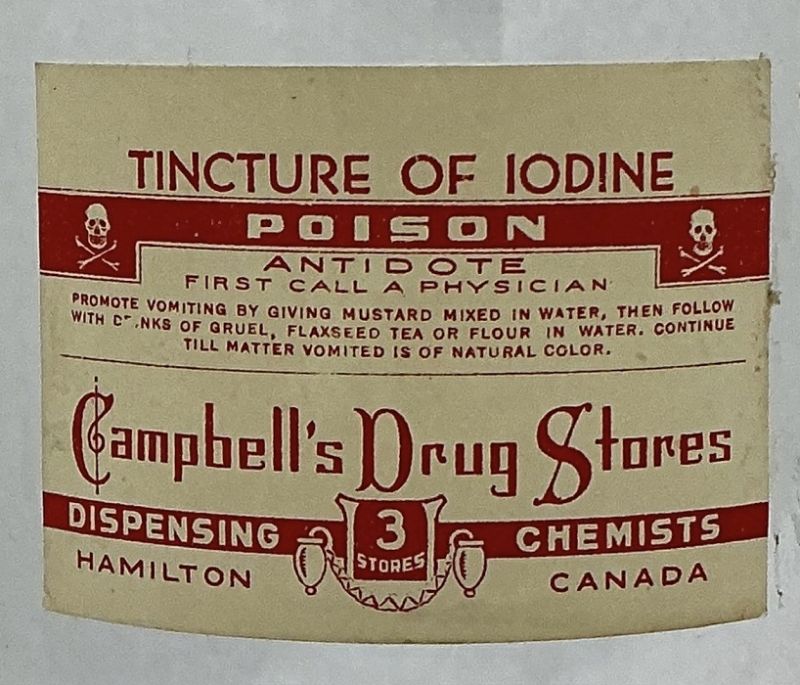 TINCTURE OF IODINE
POISON
ANTIDOTE
FIRST CALL A PHYSICIAN
PROMOTE VOMITING BY GIVING MUSTARD MIXED IN WATER, THEN FOLLOW
WITH DRINKS OF GRUEL, FLAXSEED TEA OR FLOUR IN WATER. CONTINUE
TILL MATTER VOMITED IS OF NATURAL COLOR.
Campbell's Drug Stores
DISPENSING 3 STORES CHEMISTS
HAMILTON CANADA